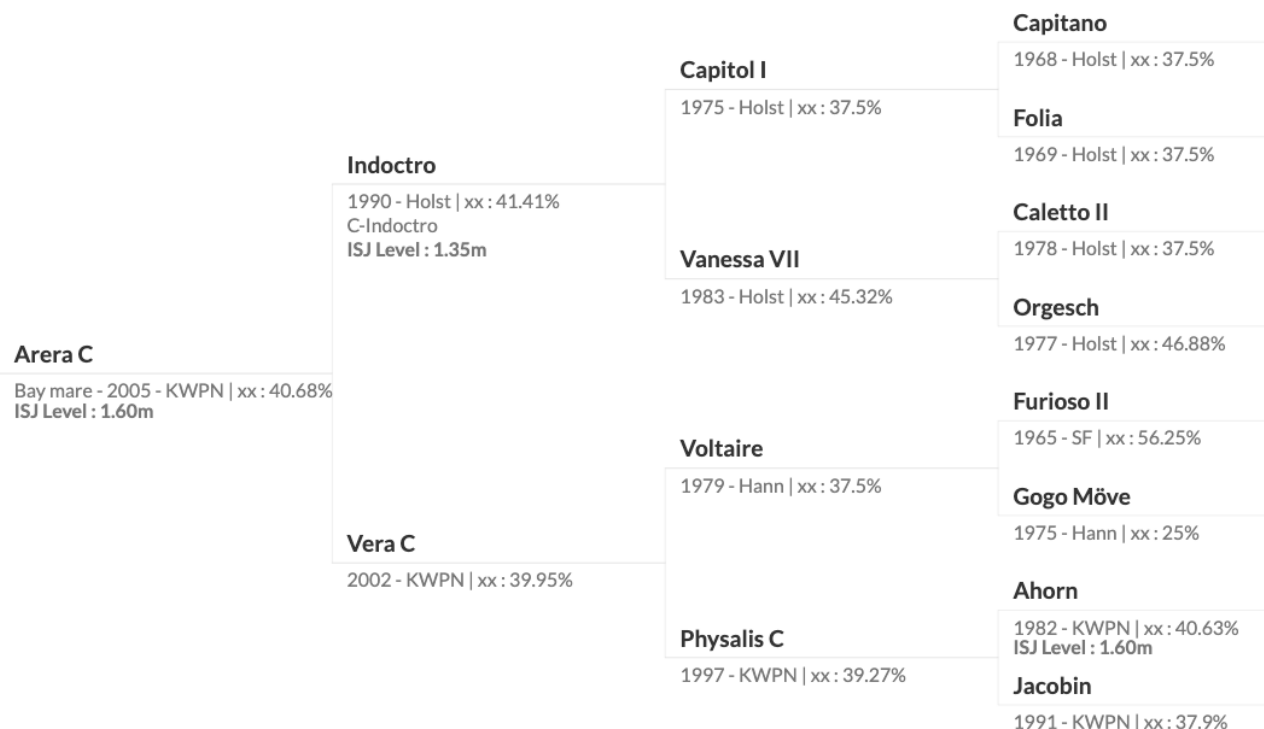 Arera C
Bay mare - 2005 - KWPN | xx : 40.68%
ISJ Level : 1.60m
Indoctro
1990 - Holst | xx : 41.41%
C-Indoctro
ISJ Level : 1.35m
Vera C
2002 - KWPN | xx : 39.95%
Capitol I
1975 - Holst | xx : 37.5%
Vanessa VII
1983 - Holst | xx : 45.32%
Voltaire
1979 - Hann | xx : 37.5%
Physalis C
1997 - KWPN | xx : 39.27%
Capitano
1968 - Holst | xx : 37.5%
Folia
1969 - Holst | xx : 37.5%
Caletto II
1978 - Holst | xx : 37.5%
Orgesch
1977 - Holst | xx : 46.88%
Furioso II
1965 - SF | xx : 56.25%
Gogo Möve
1975 - Hann | xx : 25%
Ahorn
1982 - KWPN | xx : 40.63%
ISJ Level : 1.60m
Jacobin
1991 - KWPN | xx : 37.9%